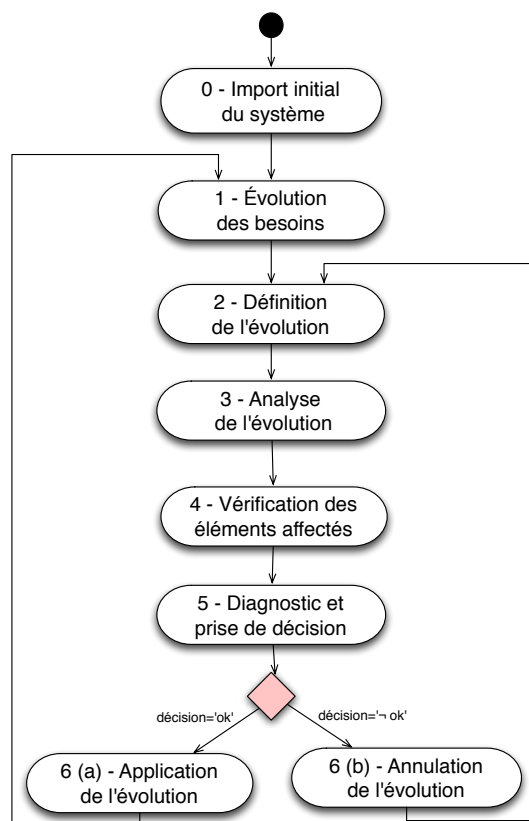 0 - Import initial
du système
1 - Évolution
des besoins
2 - Définition
de l'évolution
3 - Analyse
de l'évolution
4 - Vérification des
éléments affectés
5 - Diagnostic et
prise de décision
décision='ok'
décision='¬ ok'
6 (a) - Application
de l'évolution
6 (b) - Annulation
de l'évolution